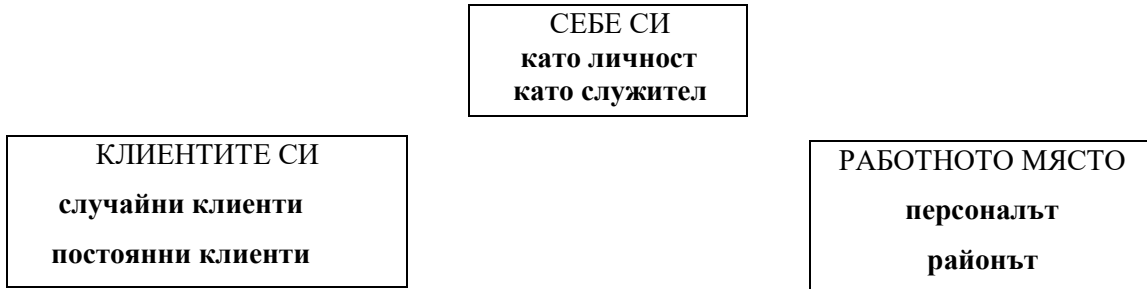 СЕБЕ СИ
като личност
като служител
КЛИЕНТИТЕ СИ
случайни клиенти
постоянни клиенти
РАБОТНОТО МЯСТО
персоналът
районът